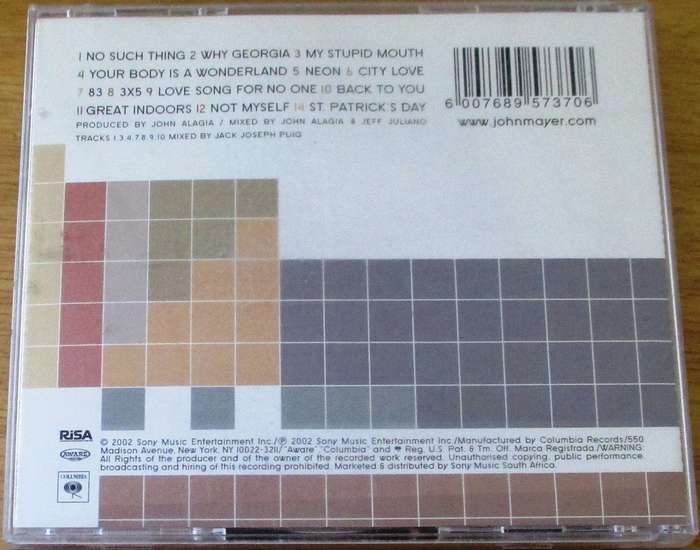 1 NO SUCH THING 2 WHY GEORGIA 3 MY STUPID MOUTH
4 YOUR BODY IS A WONDERLAND 5 NEON 6 CITY LOVE
7 83 8 3X5 9 LOVE SONG FOR NO ONE 10 BACK TO YOU
11 GREAT INDOORS 12 NOT MYSELF 14 ST. PATRICK'S DAY
PRODUCED BY JOHN ALAGIA / MIXED BY JOHN ALAGIA & JEFF JULIANO
TRACKS 1,3,4,7,8,9,10 MIXED BY JACK JOSEPH PUIG
6 007689 573706
www.johnmayer.com
RiSA
AWARE
COLUMBIA
© 2002 Sony Music Entertainment Inc./℗ 2002 Sony Music Entertainment Inc./Manufactured by Columbia Records/550
Madison Avenue, New York, NY 10022-3211/"Aware", "Columbia" and Reg. U.S. Pat. & Tm. Off. Marca Registrada./WARNING:
All Rights of the producer and of the owner of the recorded work reserved. Unauthorised copying, public performance,
broadcasting and hiring of this recording prohibited. Marketed & distributed by Sony Music South Africa.